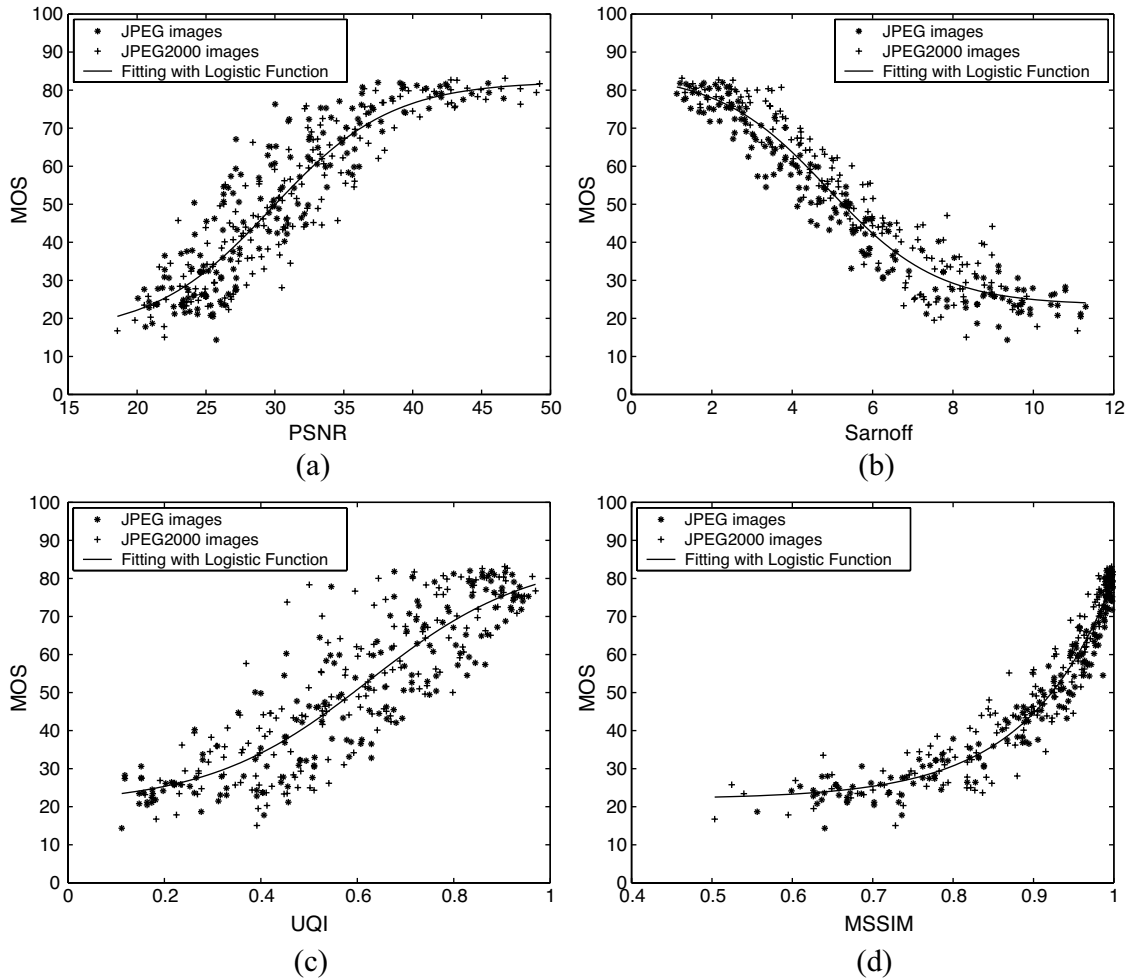 JPEG images
JPEG2000 images
Fitting with Logistic Function
100
90
80
70
60
50
40
30
20
10
0
MOS
15 20 25 30 35 40 45 50
PSNR
(a)
JPEG images
JPEG2000 images
Fitting with Logistic Function
100
90
80
70
60
50
40
30
20
10
0
MOS
0 2 4 6 8 10 12
Sarnoff
(b)
JPEG images
JPEG2000 images
Fitting with Logistic Function
100
90
80
70
60
50
40
30
20
10
0
MOS
0 0.2 0.4 0.6 0.8 1
UQI
(c)
JPEG images
JPEG2000 images
Fitting with Logistic Function
100
90
80
70
60
50
40
30
20
10
0
MOS
0.4 0.5 0.6 0.7 0.8 0.9 1
MSSIM
(d)